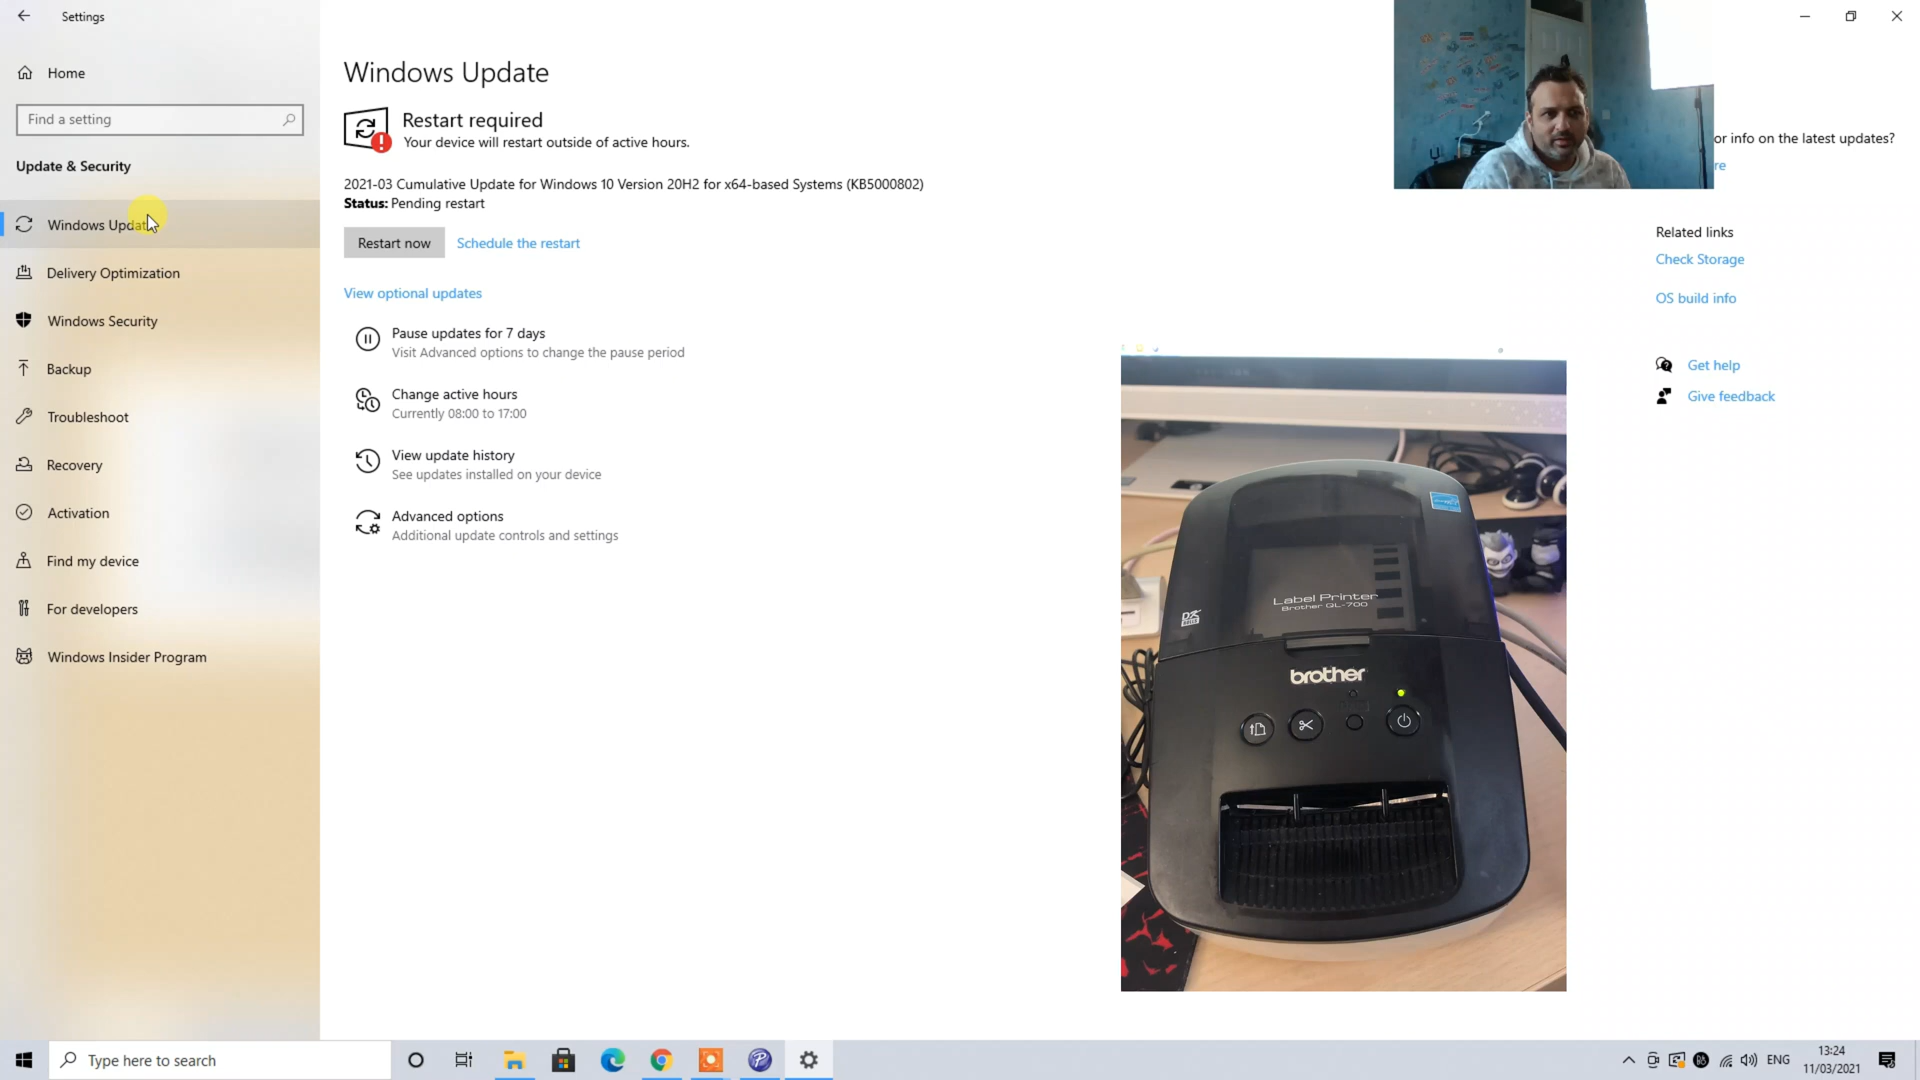 Settings
Home
Find a setting
Update & Security
Windows Update
Delivery Optimization
Windows Security
Backup
Troubleshoot
Recovery
Activation
Find my device
For developers
Windows Insider Program
Windows Update
Restart required
Your device will restart outside of active hours.
2021-03 Cumulative Update for Windows 10 Version 20H2 for x64-based Systems (KB5000802)
Status: Pending restart
Restart now
Schedule the restart
View optional updates
Pause updates for 7 days
Visit Advanced options to change the pause period
Change active hours
Currently 08:00 to 17:00
View update history
See updates installed on your device
Advanced options
Additional update controls and settings
or info on the latest updates?
re
Related links
Check Storage
OS build info
Get help
Give feedback
Label Printer
Brother QL-700
brother
Type here to search
ENG
13:24
11/03/2021